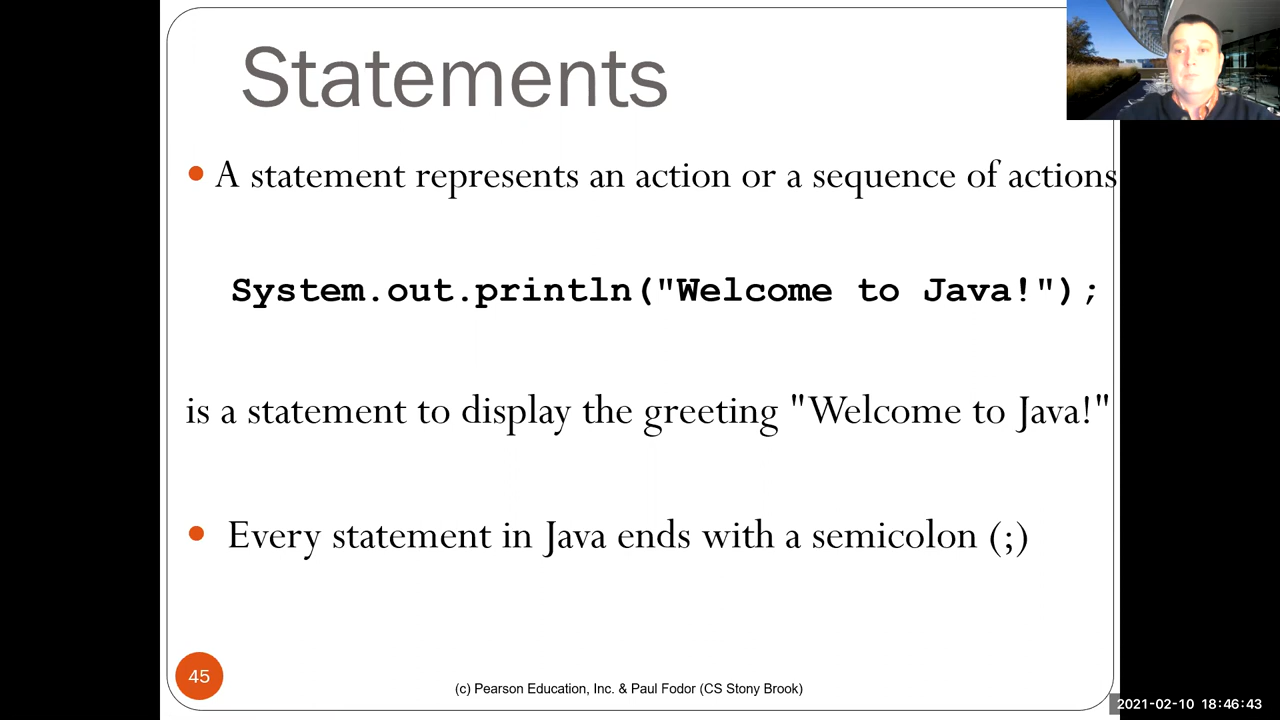 Statements
A statement represents an action or a sequence of actions
System.out.println("Welcome to Java!");
is a statement to display the greeting "Welcome to Java!"
Every statement in Java ends with a semicolon (;)
45
(c) Pearson Education, Inc. & Paul Fodor (CS Stony Brook)
2021-02-10 18:46:43